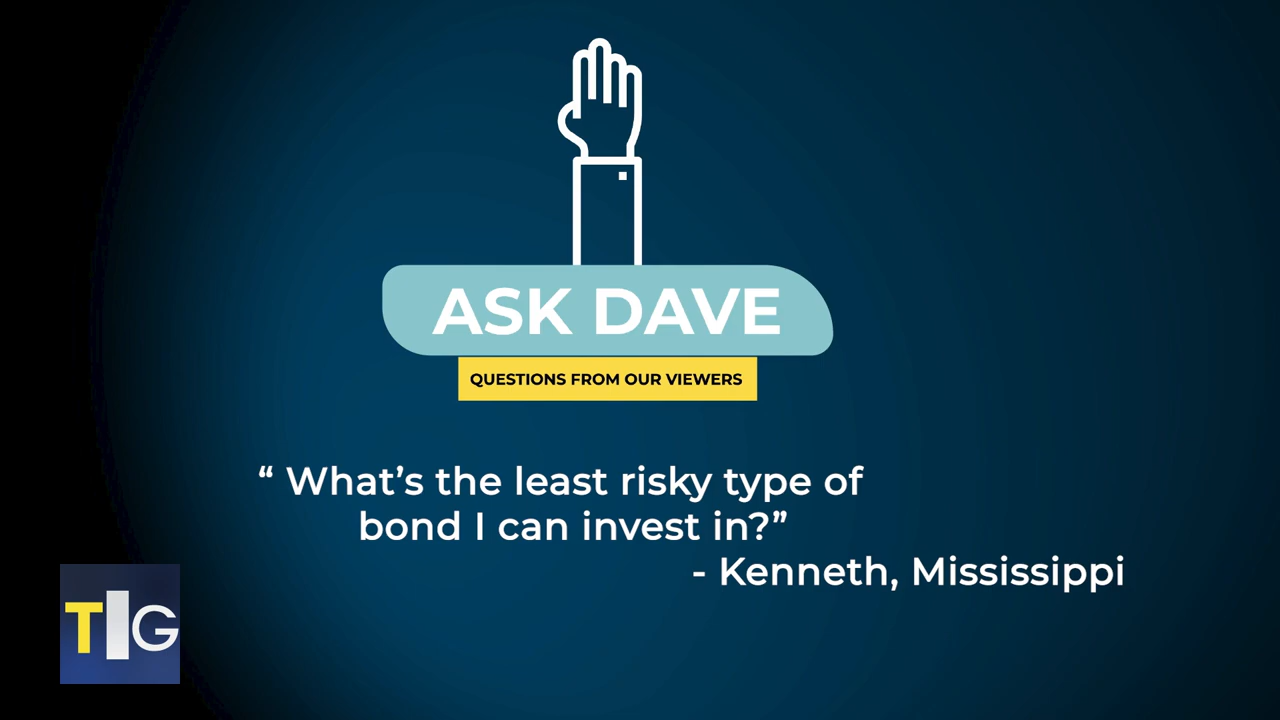 ASK DAVE
QUESTIONS FROM OUR VIEWERS
“ What’s the least risky type of
bond I can invest in?”
- Kenneth, Mississippi
TIG